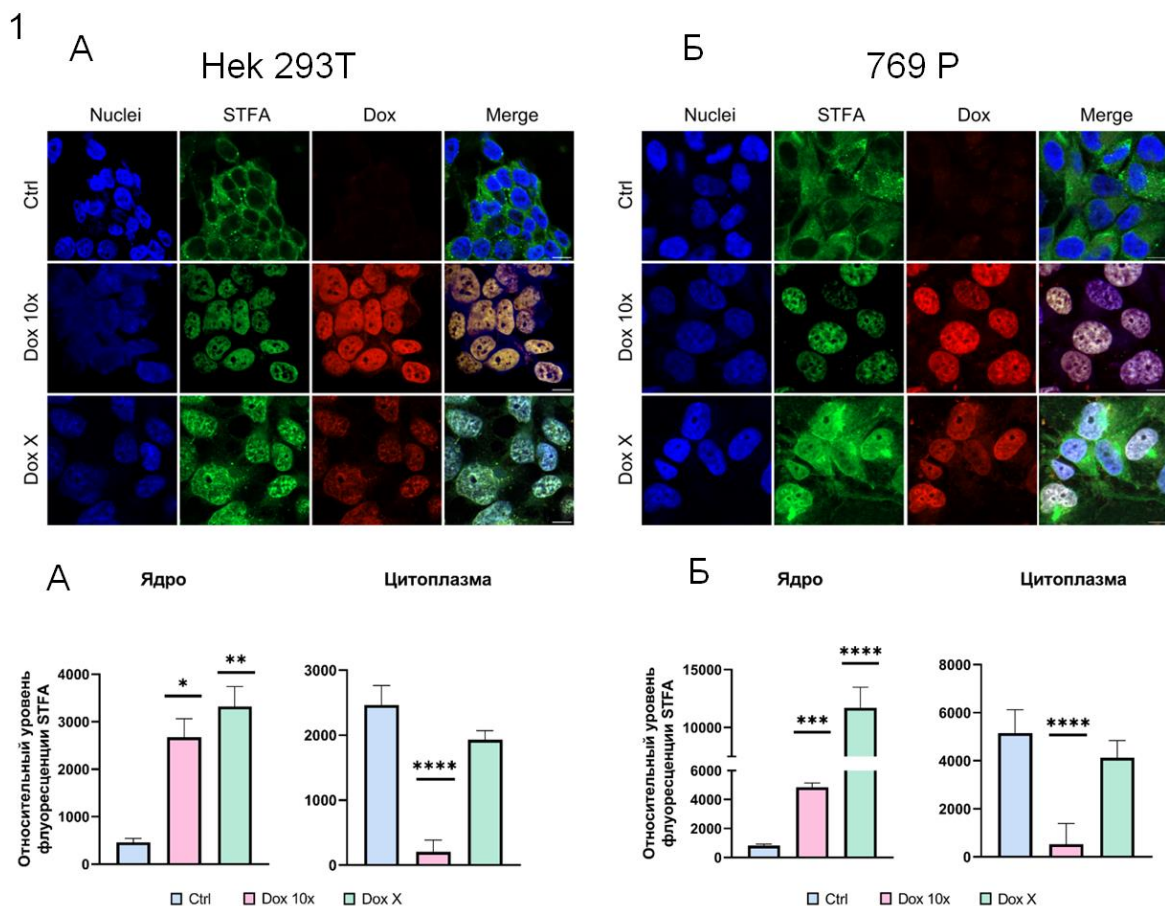 1
А
Hek 293T
Nuclei STFA Dox Merge
Ctrl
Dox 10x
Dox X
Б
769 P
Nuclei STFA Dox Merge
Ctrl
Dox 10x
Dox X
А
Ядро
Цитоплазма
Относительный уровень
флуоресценции STFA
4000
3000
2000
1000
0
*
**
3000
2000
1000
0
****
Ctrl Dox 10x Dox X
Б
Ядро
Цитоплазма
Относительный уровень
флуоресценции STFA
15000
10000
6000
4000
2000
0
***
****
8000
6000
4000
2000
0
****
Ctrl Dox 10x Dox X